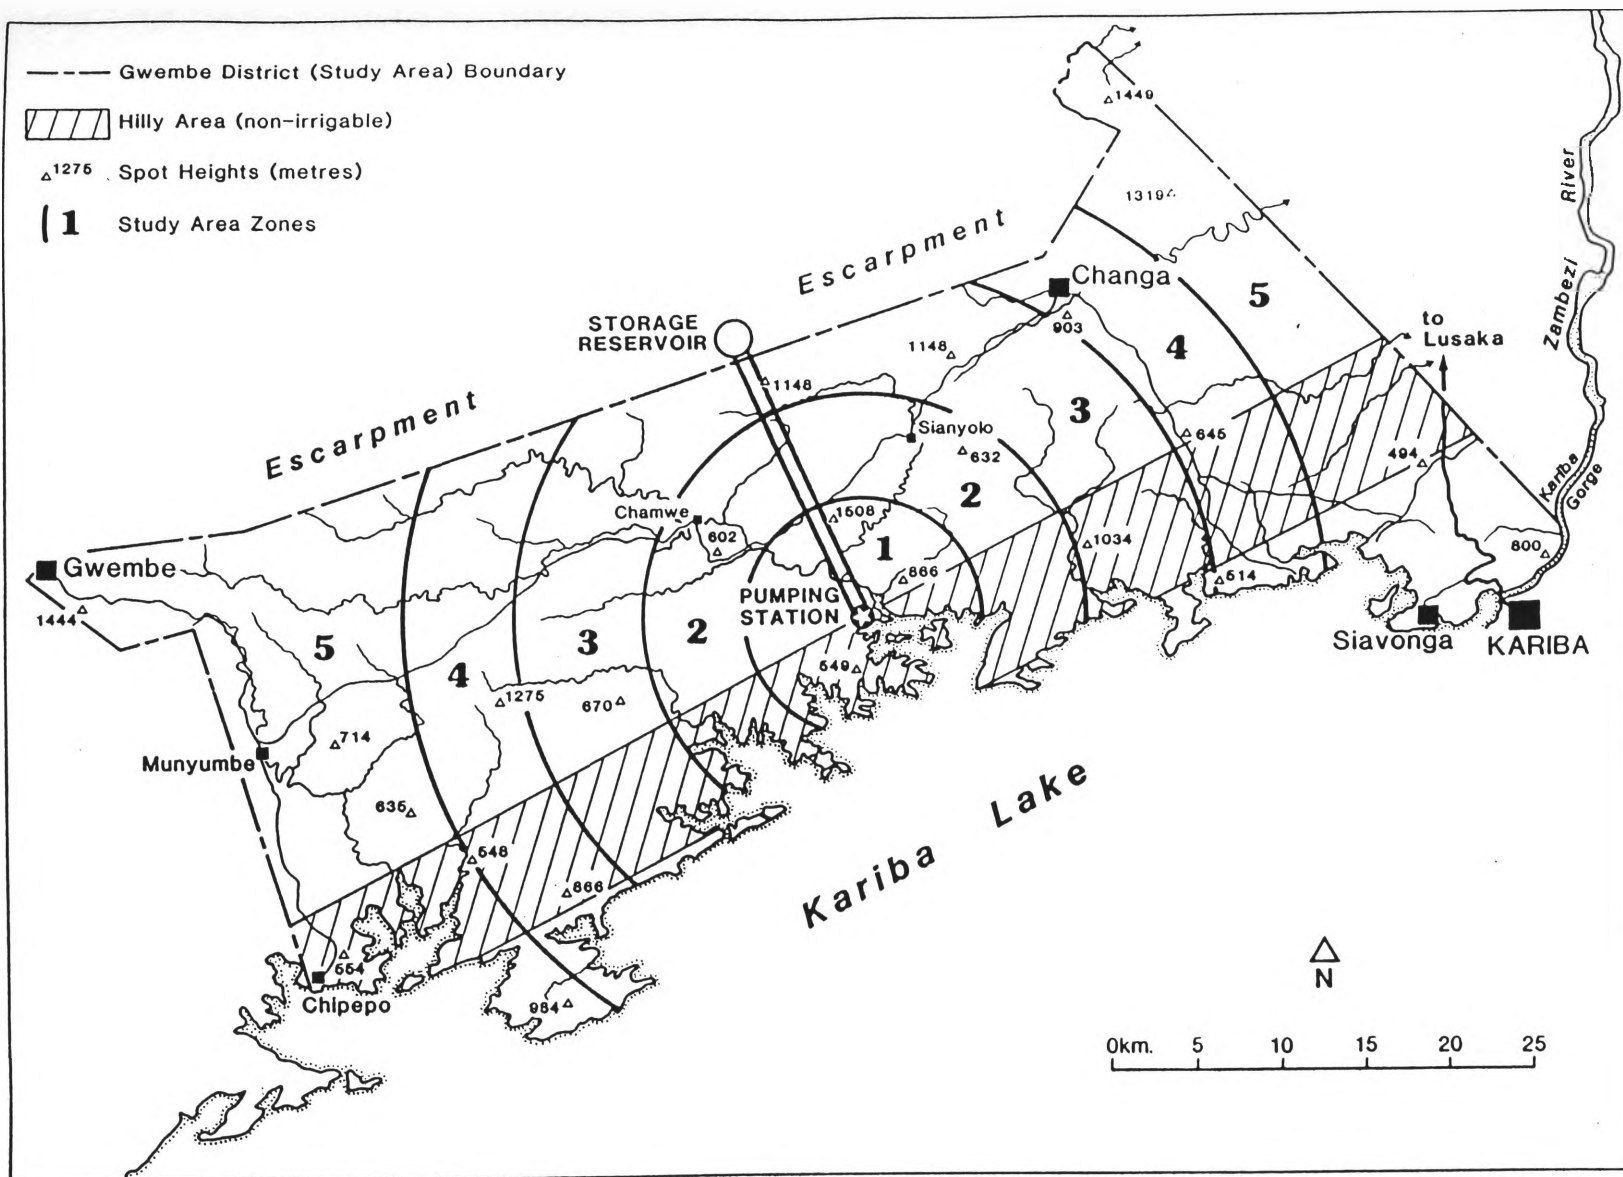 Gwembe District (Study Area) Boundary
Hilly Area (non-irrigable)
1275 Spot Heights (metres)
1 Study Area Zones
1449
1319
Escarpment
Changa
903
5
4
to
Lusaka
Zambezi River
STORAGE
RESERVOIR
1148
1148
3
Escarpment
Sianyolo
632
2
645
494
Kariba
Gorge
Chamwe
602
1508
1
866
1034
514
800
Gwembe
1444
PUMPING
STATION
Siavonga
KARIBA
5
4
3
2
549
1275
670
714
Munyumbe
635
548
866
554
Chipepo
984
Kariba Lake
N
0km. 5 10 15 20 25